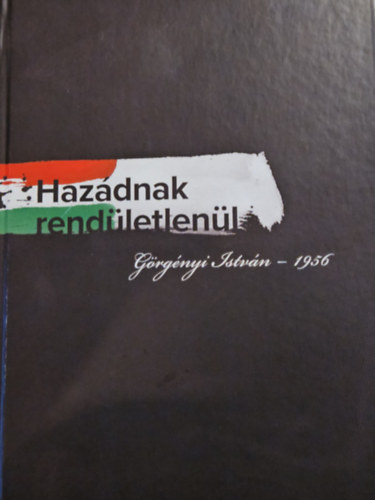 Hazádnak
rendületlenül
Görgényi István – 1956